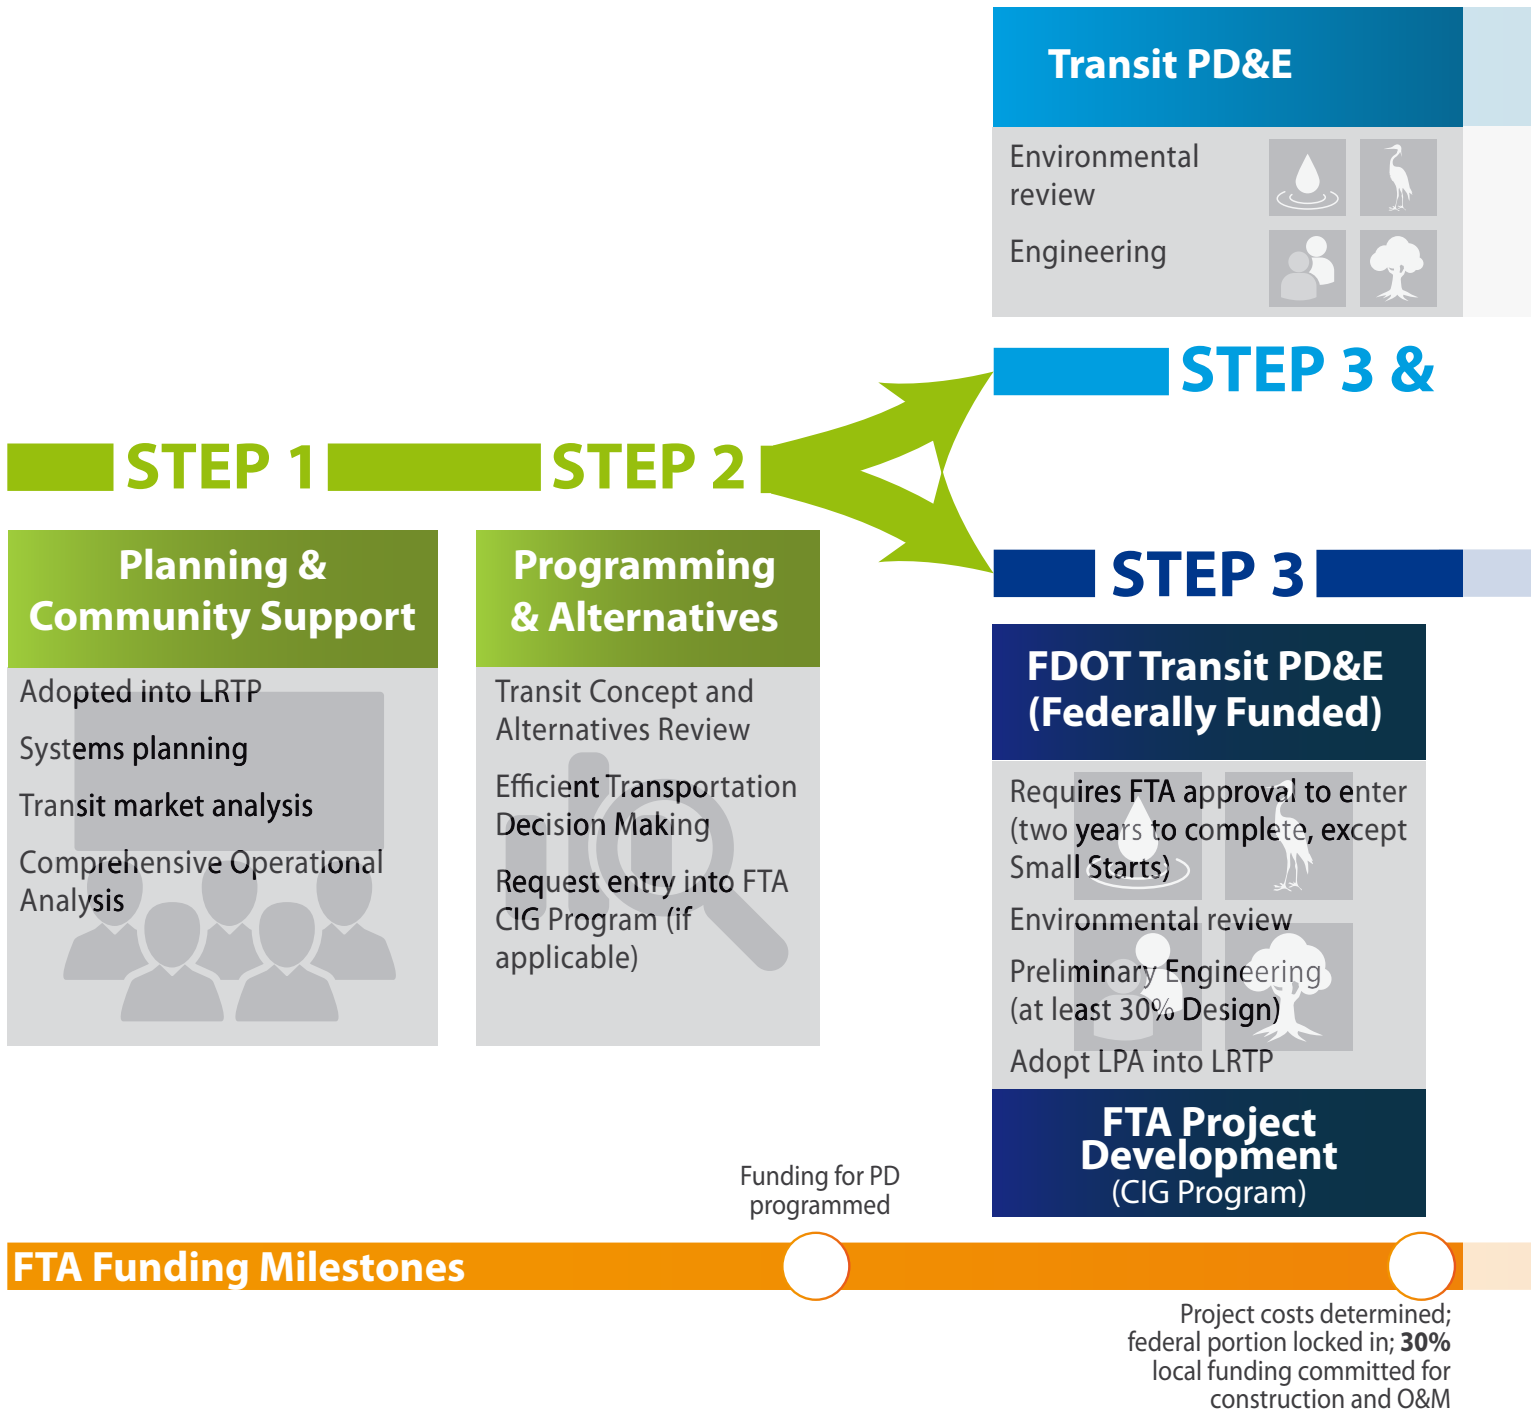 Transit PD&E
Environmental
review
Engineering
STEP 3 &
STEP 1
STEP 2
STEP 3
Planning &
Community Support
Adopted into LRTP
Systems planning
Transit market analysis
Comprehensive Operational
Analysis
Programming
& Alternatives
Transit Concept and
Alternatives Review
Efficient Transportation
Decision Making
Request entry into FTA
CIG Program (if
applicable)
FDOT Transit PD&E
(Federally Funded)
Requires FTA approval to enter
(two years to complete, except
Small Starts)
Environmental review
Preliminary Engineering
(at least 30% Design)
Adopt LPA into LRTP
FTA Project
Development
(CIG Program)
Funding for PD
programmed
FTA Funding Milestones
Project costs determined;
federal portion locked in; 30%
local funding committed for
construction and O&M